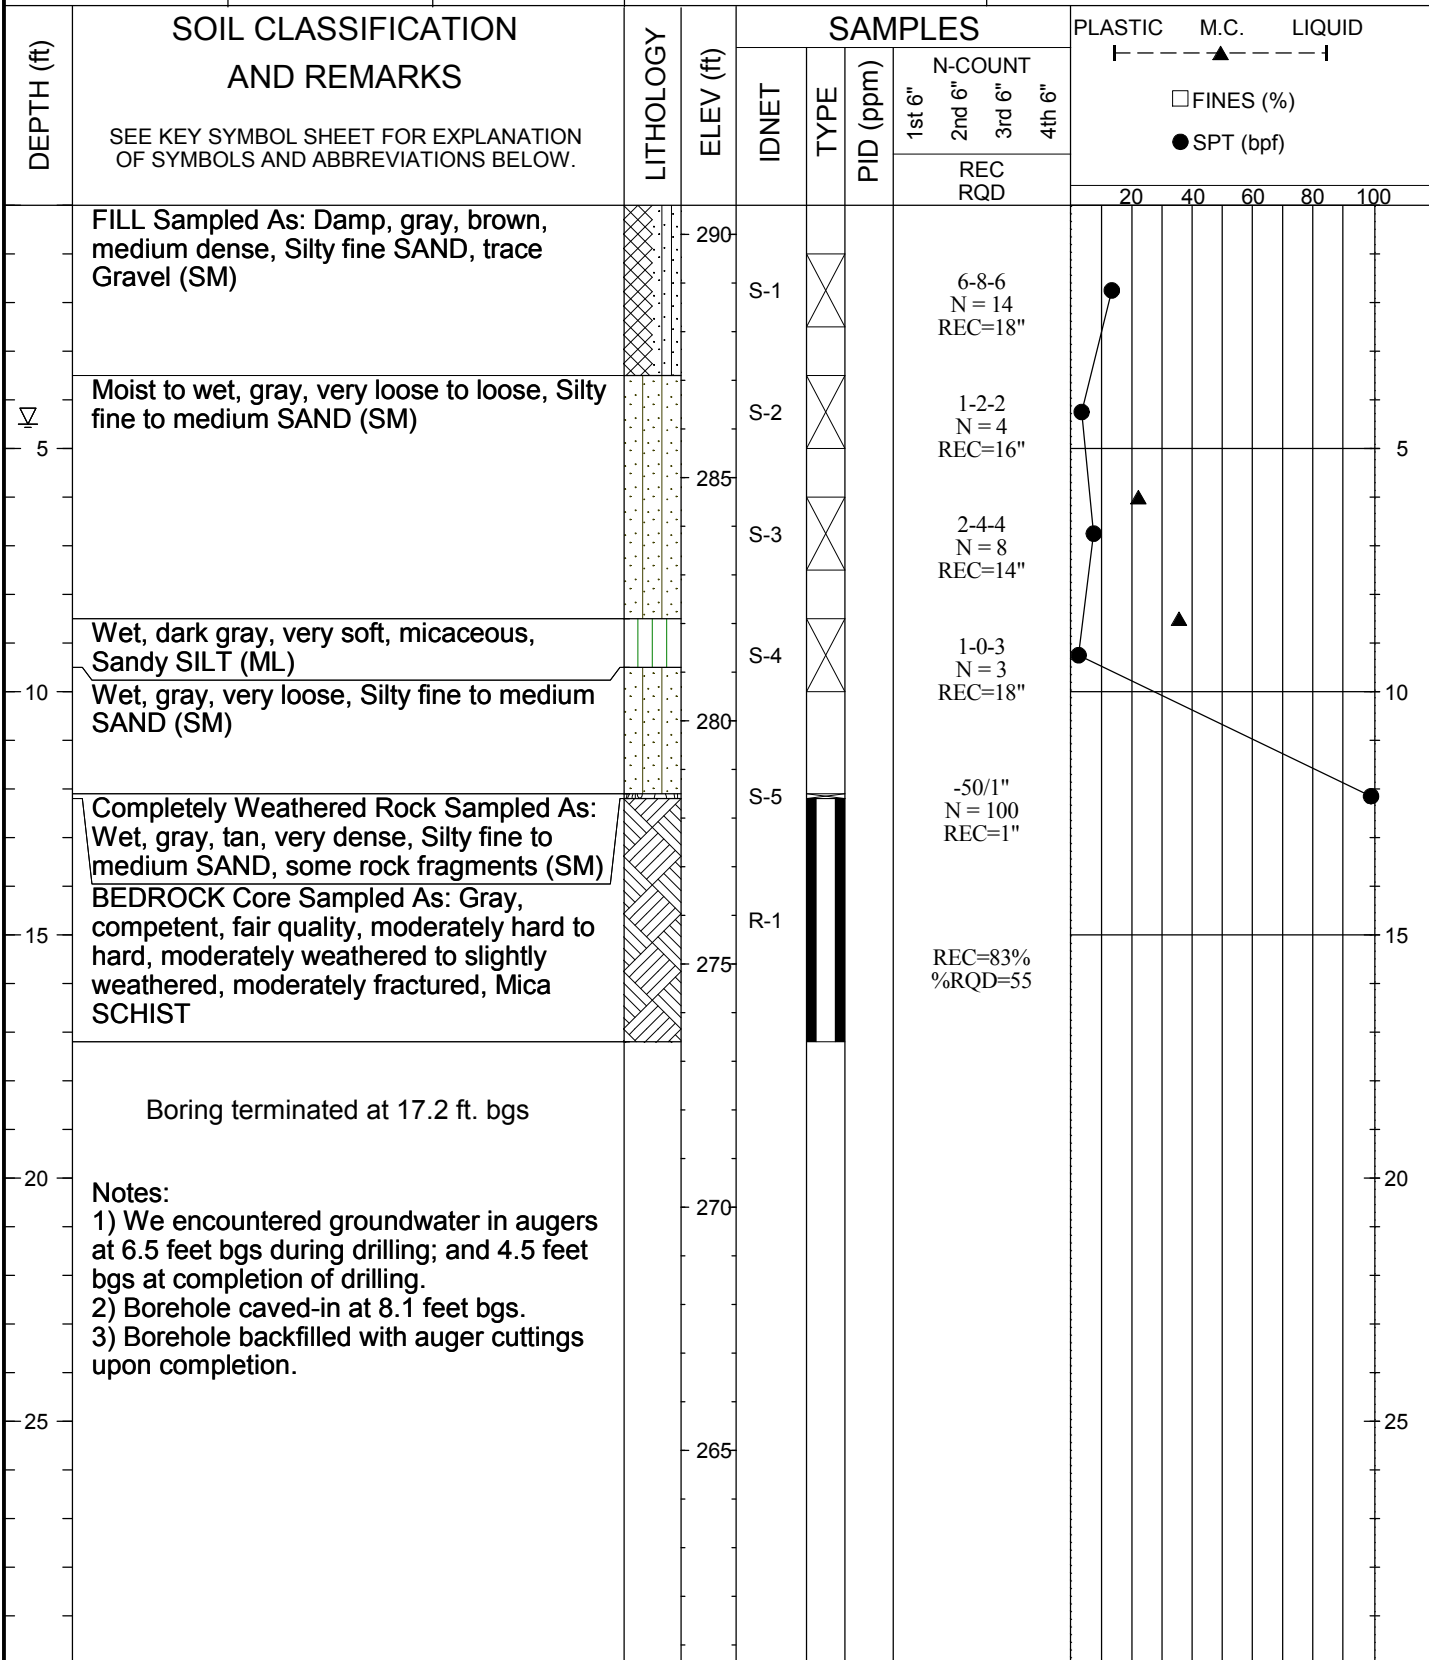 DEPTH (ft)
SOIL CLASSIFICATION
AND REMARKS
SEE KEY SYMBOL SHEET FOR EXPLANATION
OF SYMBOLS AND ABBREVIATIONS BELOW.
LITHOLOGY
ELEV (ft)
SAMPLES
IDNET
TYPE
PID (ppm)
N-COUNT
1st 6"
2nd 6"
3rd 6"
4th 6"
REC
RQD
PLASTIC M.C. LIQUID
FINES (%)
SPT (bpf)
20 40 60 80 100
FILL Sampled As: Damp, gray, brown,
medium dense, Silty fine SAND, trace
Gravel (SM)
290
S-1
6-8-6
N = 14
REC=18"
Moist to wet, gray, very loose to loose, Silty
fine to medium SAND (SM)
S-2
1-2-2
N = 4
REC=16"
5
5
285
S-3
2-4-4
N = 8
REC=14"
Wet, dark gray, very soft, micaceous,
Sandy SILT (ML)
S-4
1-0-3
N = 3
REC=18"
10
10
Wet, gray, very loose, Silty fine to medium
SAND (SM)
280
S-5
-50/1"
N = 100
REC=1"
Completely Weathered Rock Sampled As:
Wet, gray, tan, very dense, Silty fine to
medium SAND, some rock fragments (SM)
BEDROCK Core Sampled As: Gray,
competent, fair quality, moderately hard to
hard, moderately weathered to slightly
weathered, moderately fractured, Mica
SCHIST
R-1
15
15
275
REC=83%
%RQD=55
Boring terminated at 17.2 ft. bgs
20
20
270
Notes:
1) We encountered groundwater in augers
at 6.5 feet bgs during drilling; and 4.5 feet
bgs at completion of drilling.
2) Borehole caved-in at 8.1 feet bgs.
3) Borehole backfilled with auger cuttings
upon completion.
25
25
265